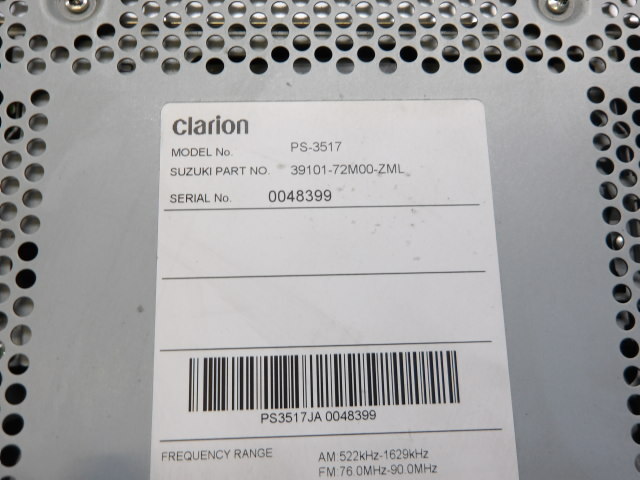 clarion
MODEL No. PS-3517
SUZUKI PART NO. 39101-72M00-ZML
SERIAL No. 0048399
PS3517JA 0048399
FREQUENCY RANGE AM:522kHz-1629kHz
FM:76.0MHz-90.0MHz